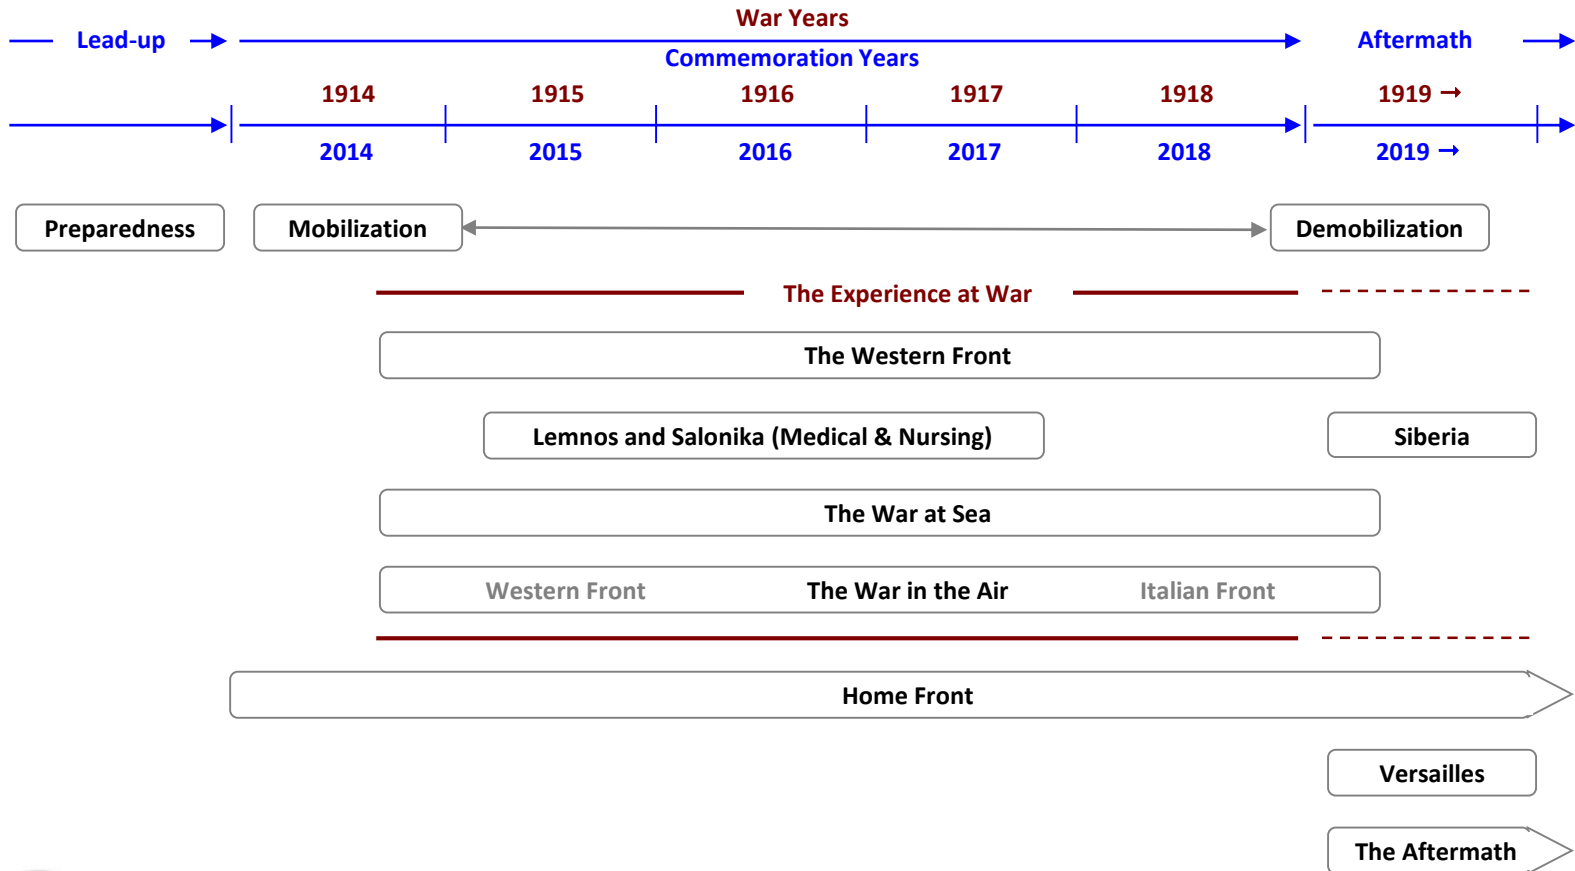 War Years
Lead-up
Aftermath
Commemoration Years
1914 1915 1916 1917 1918 1919 →
2014 2015 2016 2017 2018 2019 →
Preparedness Mobilization Demobilization
The Experience at War
The Western Front
Lemnos and Salonika (Medical & Nursing) Siberia
The War at Sea
Western Front The War in the Air Italian Front
Home Front
Versailles
The Aftermath